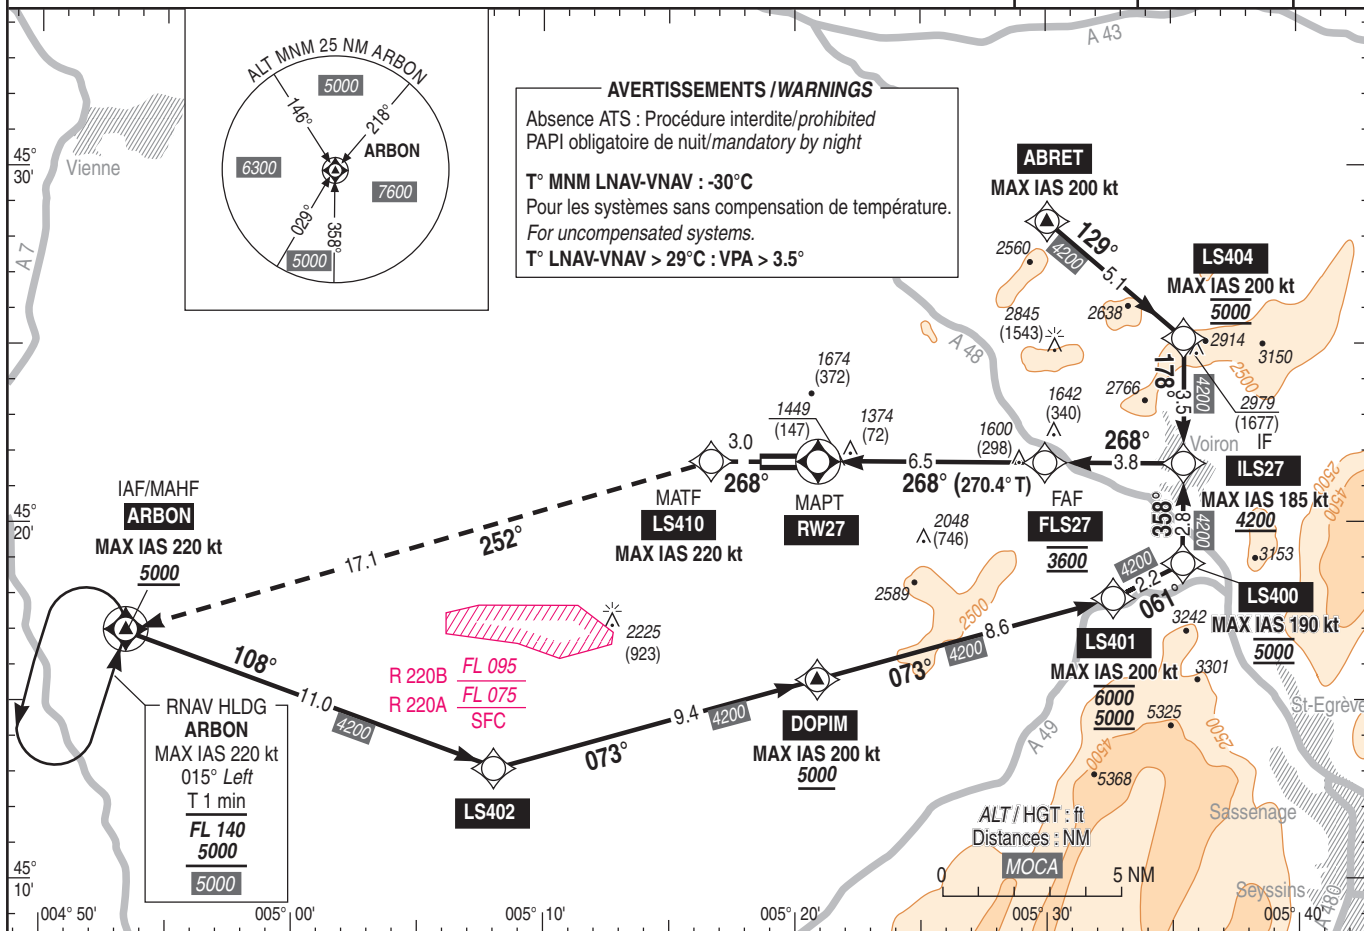 ALT MNM 25 NM ARBON
5000
146°
218°
ARBON
6300
7600
029°
358°
5000
AVERTISSEMENTS / WARNINGS
Absence ATS : Procédure interdite/prohibited
PAPI obligatoire de nuit/mandatory by night
T° MNM LNAV-VNAV : -30°C
Pour les systèmes sans compensation de température.
For uncompensated systems.
T° LNAV-VNAV > 29°C : VPA > 3.5°
A 43
45°
30'
Vienne
A 7
ABRET
MAX IAS 200 kt
129°
4200
5.1
2560
LS404
MAX IAS 200 kt
5000
2638
2845
(1543)
A 48
2914
3150
2500
178°
3.5
4200
2766
2979
(1677)
1674
(372)
1449
(147)
1374
(72)
1642
(340)
1600
(298)
Voiron
IF
ILS27
MAX IAS 185 kt
4200
268°
3.8
6.5
268° (270.4° T)
FAF
FLS27
3600
3.0
268°
MAPT
RW27
MATF
LS410
MAX IAS 220 kt
2500
4500
IAF/MAHF
ARBON
MAX IAS 220 kt
5000
45°
20'
252°
17.1
2048
(746)
358°
2.8
4200
3153
4200
2.2
061°
LS400
MAX IAS 190 kt
5000
2589
2500
LS401
MAX IAS 200 kt
6000
5000
3242
3301
5325
5368
4500
2500
St-Egrève
2225
(923)
R 220B FL 095
R 220A FL 075
SFC
108°
11.0
4200
8.6
4200
073°
9.4
4200
073°
DOPIM
MAX IAS 200 kt
5000
LS402
A 49
RNAV HLDG
ARBON
MAX IAS 220 kt
015° Left
T 1 min
FL 140
5000
5000
Sassenage
Seyssins
A 480
ALT / HGT : ft
Distances : NM
MOCA
0
5 NM
45°
10'
004° 50'
005° 00'
005° 10'
005° 20'
005° 30'
005° 40'